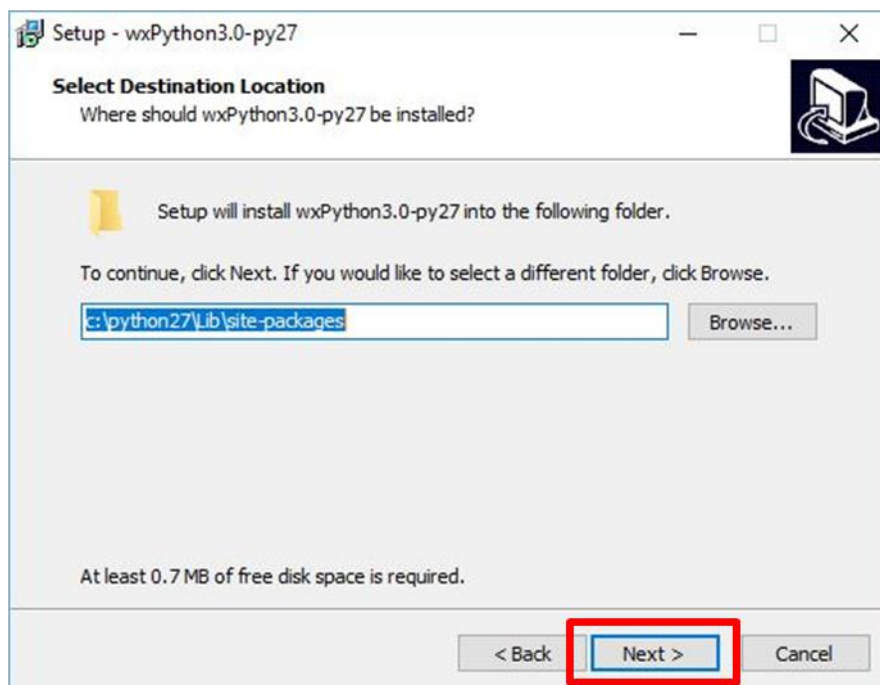 Setup - wxPython3.0-py27
Select Destination Location
Where should wxPython3.0-py27 be installed?
Setup will install wxPython3.0-py27 into the following folder.
To continue, click Next. If you would like to select a different folder, click Browse.
c:\python27\Lib\site-packages
Browse...
At least 0.7 MB of free disk space is required.
< Back Next > Cancel